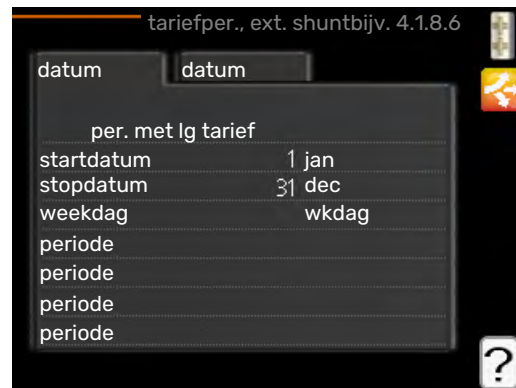 tariefper., ext. shuntbijv. 4.1.8.6
datum datum
per. met lg tarief
startdatum 1 jan
stopdatum 31 dec
weekdag wkdag
periode
periode
periode
periode
?